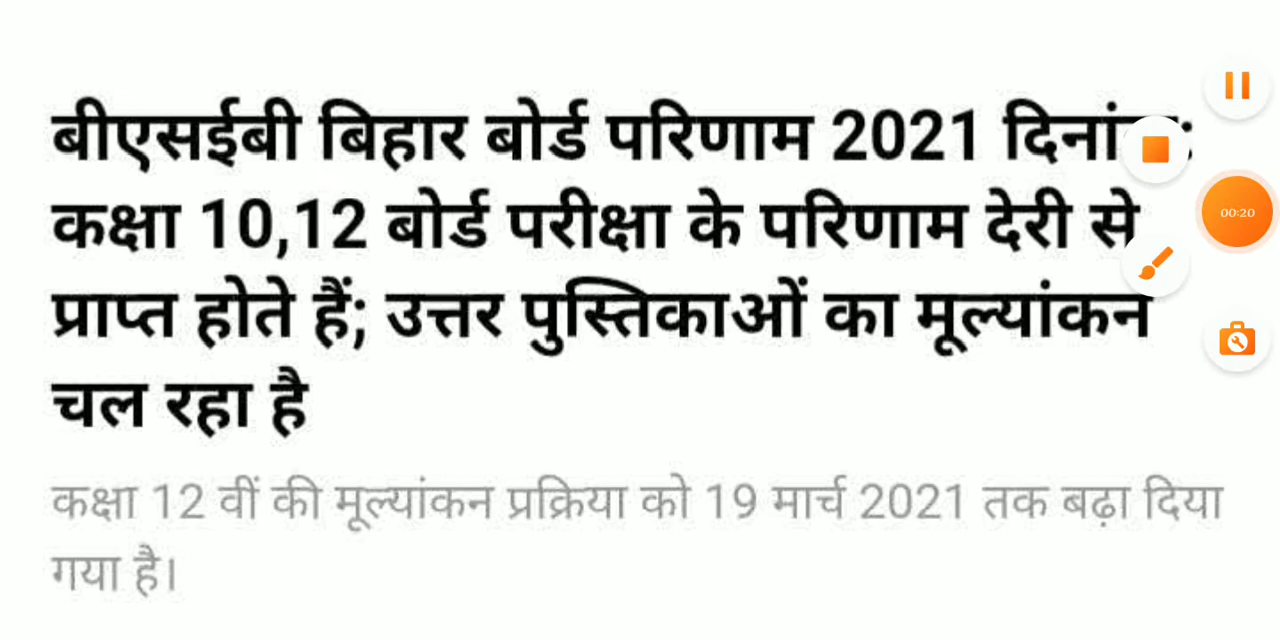 बीएसईबी बिहार बोर्ड परिणाम 2021
कक्षा 10,12 बोर्ड परीक्षा के परिणाम देरी से
प्राप्त होते हैं; उत्तर पुस्तिकाओं का मूल्यांकन
चल रहा है
कक्षा 12 वीं की मूल्यांकन प्रक्रिया को 19 मार्च 2021 तक बढ़ा दिया
गया है।
00:20